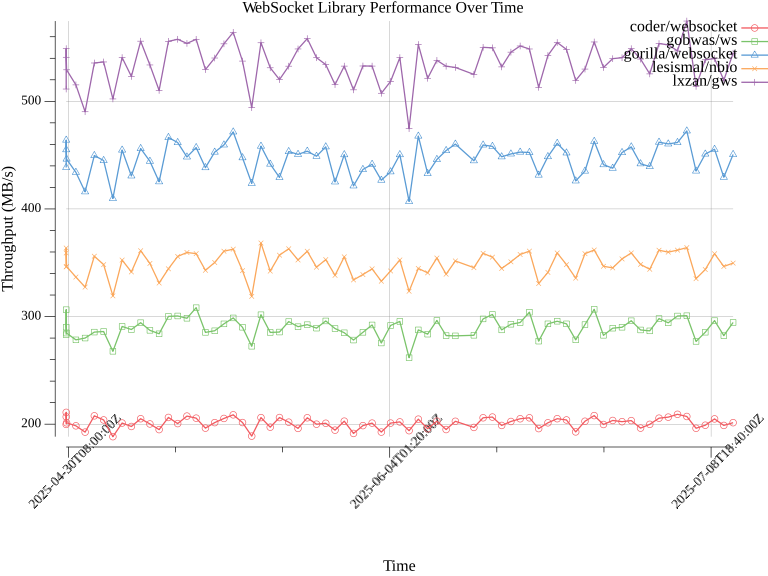 WebSocket Library Performance Over Time
coder/websocket
gobwas/ws
gorilla/websocket
lesismal/nbio
lxzan/gws
Throughput (MB/s)
500
400
300
200
2025-04-30T08:00:00Z
2025-06-04T01:20:00Z
2025-07-08T18:40:00Z
Time